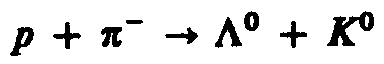 p + π⁻ → Λ⁰ + K⁰